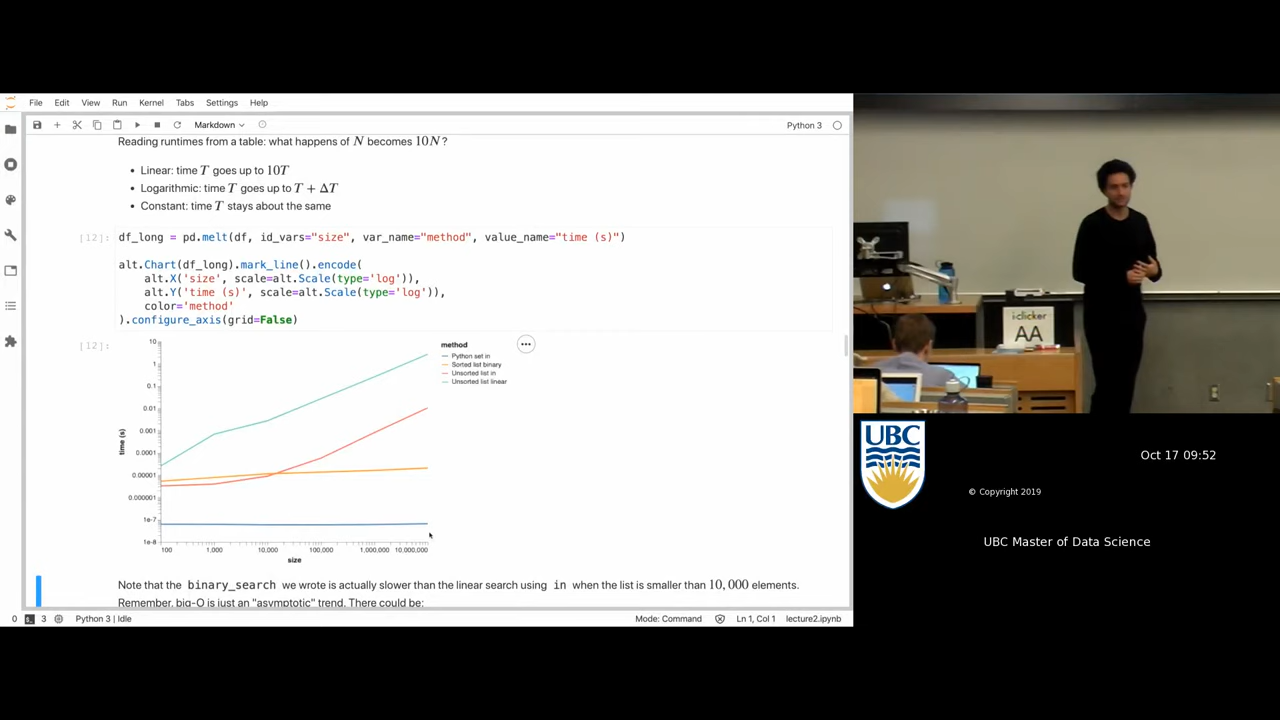 File Edit View Run Kernel Tabs Settings Help
Markdown Python 3
Reading runtimes from a table: what happens of N becomes 10N?
• Linear: time T goes up to 10T
• Logarithmic: time T goes up to T + ΔT
• Constant: time T stays about the same
[12]: df_long = pd.melt(df, id_vars="size", var_name="method", value_name="time (s)")
alt.Chart(df_long).mark_line().encode(
alt.X('size', scale=alt.Scale(type='log')),
alt.Y('time (s)', scale=alt.Scale(type='log')),
color='method'
).configure_axis(grid=False)
[12]:
10
1
0.1
0.01
0.001
0.00001
0.000001
1e-7
1e-8
time (s)
100 1,000 10,000 100,000 1,000,000 10,000,000
size
method
Python set in
Sorted list binary
Unsorted list in
Unsorted list linear
Note that the binary_search we wrote is actually slower than the linear search using in when the list is smaller than 10,000 elements.
Remember, big-O is just an "asymptotic" trend. There could be:
0 3 Python 3 | Idle Mode: Command Ln 1, Col 1 lecture2.ipynb
i>clicker
AA
UBC
Oct 17 09:52
© Copyright 2019
UBC Master of Data Science